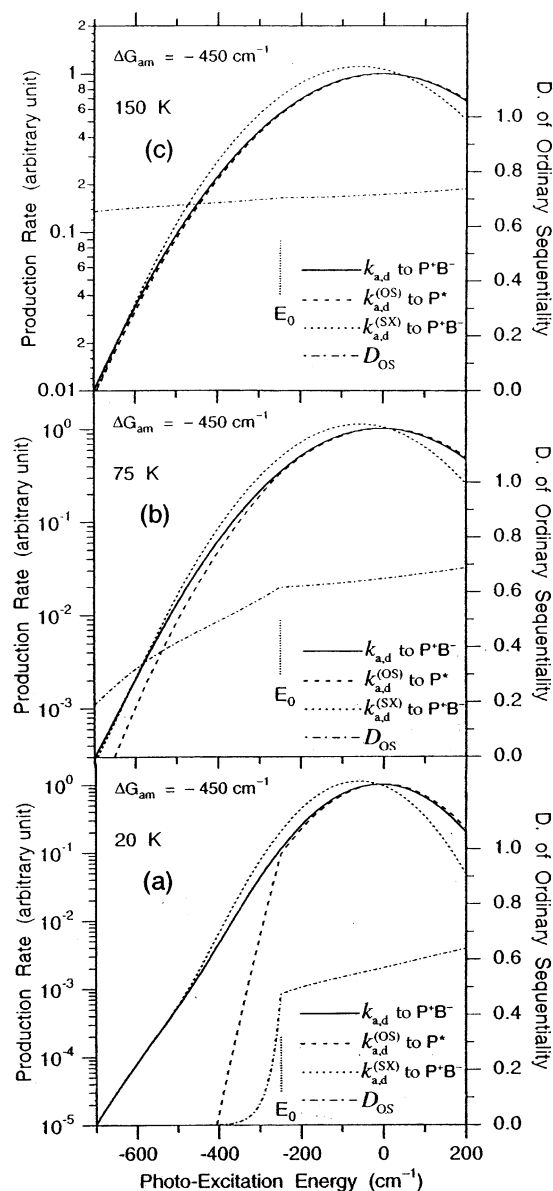 ΔG_am = − 450 cm⁻¹
150 K
(c)
Production Rate (arbitrary unit)
2
1
8
6
4
2
0.1
8
6
4
2
0.01
1.0
0.8
0.6
0.4
0.2
0.0
D. of Ordinary Sequentiality
E₀
k_a,d to P⁺B⁻
k_a,d^(OS) to P*
k_a,d^(SX) to P⁺B⁻
D_OS
ΔG_am = − 450 cm⁻¹
75 K
(b)
Production Rate (arbitrary unit)
10⁰
10⁻¹
10⁻²
10⁻³
1.0
0.8
0.6
0.4
0.2
0.0
D. of Ordinary Sequentiality
E₀
k_a,d to P⁺B⁻
k_a,d^(OS) to P*
k_a,d^(SX) to P⁺B⁻
D_OS
ΔG_am = − 450 cm⁻¹
20 K
(a)
Production Rate (arbitrary unit)
10⁰
10⁻¹
10⁻²
10⁻³
10⁻⁴
10⁻⁵
1.0
0.8
0.6
0.4
0.2
0.0
D. of Ordinary Sequentiality
E₀
k_a,d to P⁺B⁻
k_a,d^(OS) to P*
k_a,d^(SX) to P⁺B⁻
D_OS
-600 -400 -200 0 200
Photo-Excitation Energy (cm⁻¹)